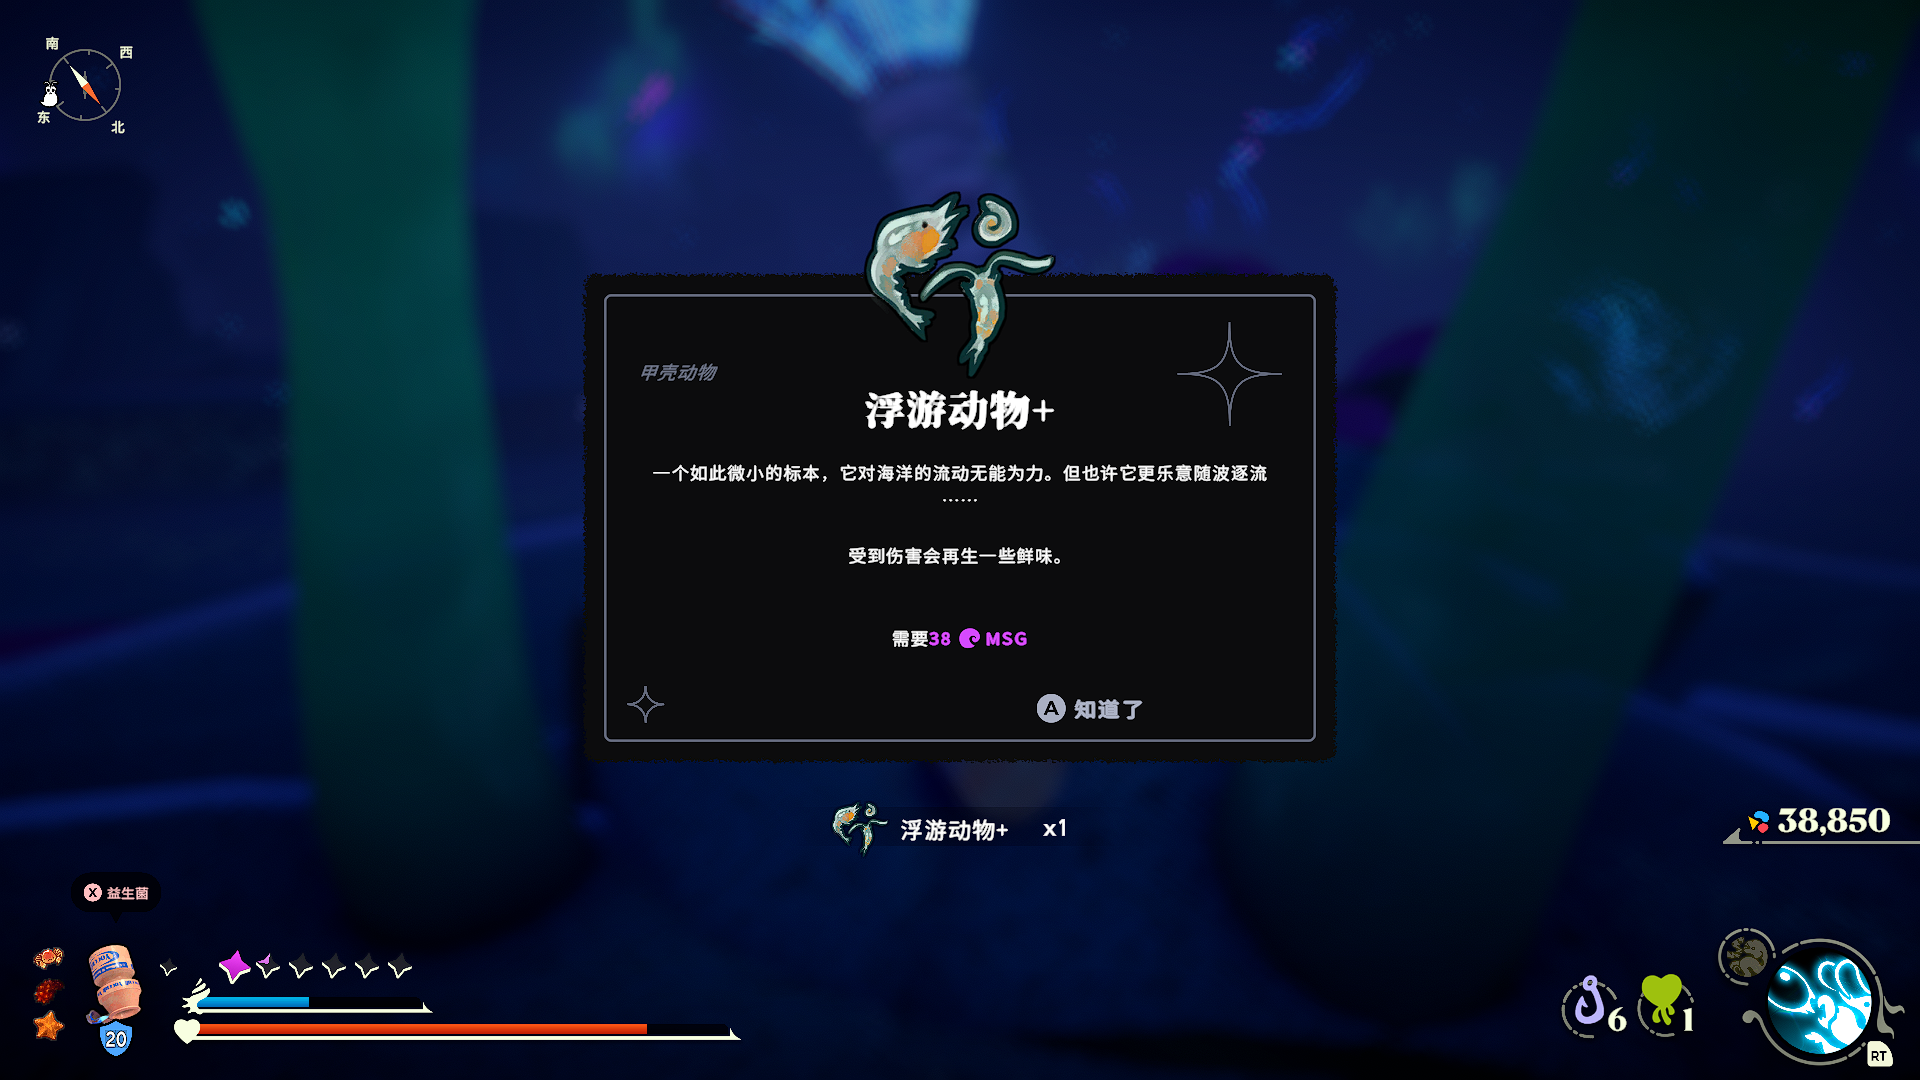 南
西
东
北
甲壳动物
浮游动物+
一个如此微小的标本，它对海洋的流动无能为力。但也许它更乐意随波逐流
……
受到伤害会再生一些鲜味。
需要38 MSG
A 知道了
浮游动物+ x1
38,850
X 益生菌
20
6
1
RT